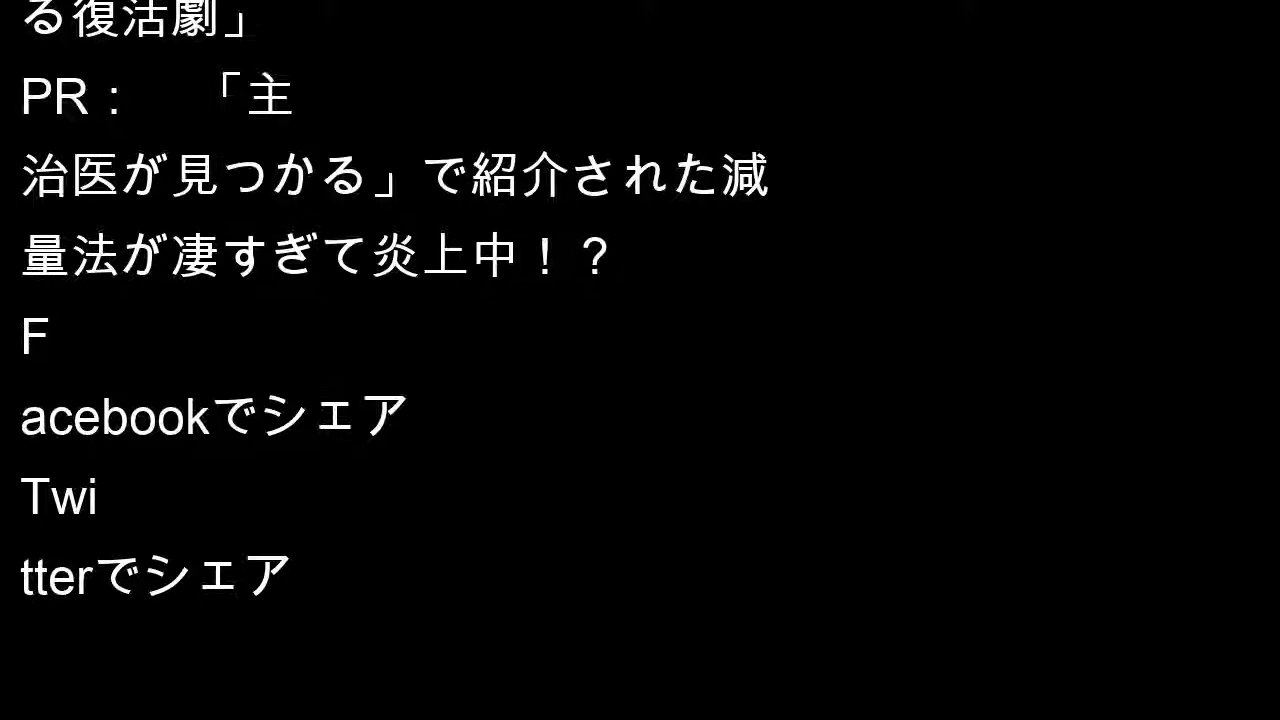 る復活劇」
PR：　「主
治医が見つかる」で紹介された減
量法が凄すぎて炎上中！？
F
acebookでシェア
Twi
tterでシェア